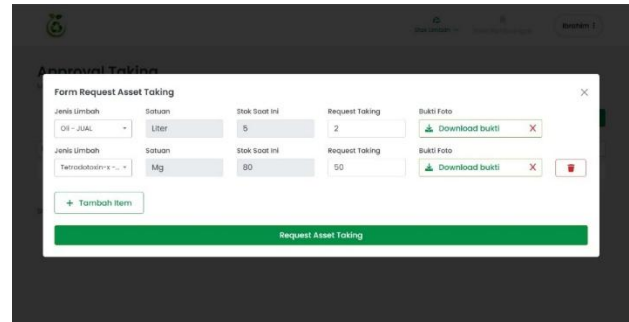 Ibrahim
Approval Taking
Form Request Asset Taking
Jenis Limbah Satuan Stok Saat Ini Request Taking Bukti Foto
Oli - JUAL Liter 5 2 Download bukti X
Jenis Limbah Satuan Stok Saat Ini Request Taking Bukti Foto
Tetrodotoxin-x -... Mg 80 50 Download bukti X
+ Tambah Item
Request Asset Taking